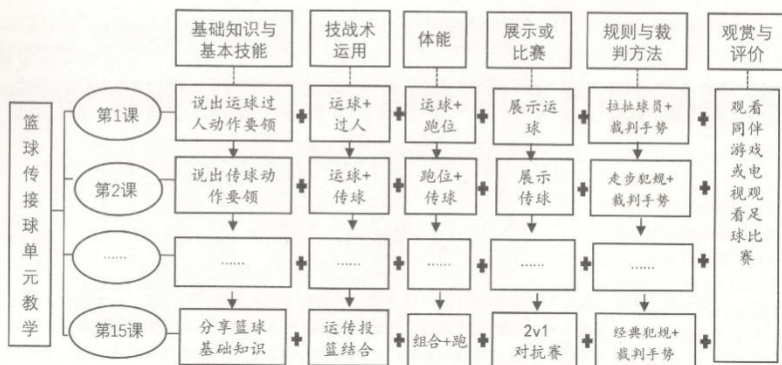 基础知识与
基本技能
技战术
运用
体能
展示或
比赛
规则与裁
判方法
观赏与
评价
篮球传接球单元教学
第1课
说出运球过
人动作要领
+
运球+
过人
+
运球+
跑位
+
展示运
球
+
拉扯球员+
裁判手势
+
观看
同伴
游戏
或电
视观
看足
球比
赛
第2课
说出传球动
作要领
+
运球+
传球
+
跑位+
传球
+
展示
传球
+
走步犯规+
裁判手势
+
……
……
+
……
+
……
+
……
+
……
+
第15课
分享篮球
基础知识
+
运传投
篮结合
+
组合+跑
+
2v1
对抗赛
+
经典犯规+
裁判手势
+